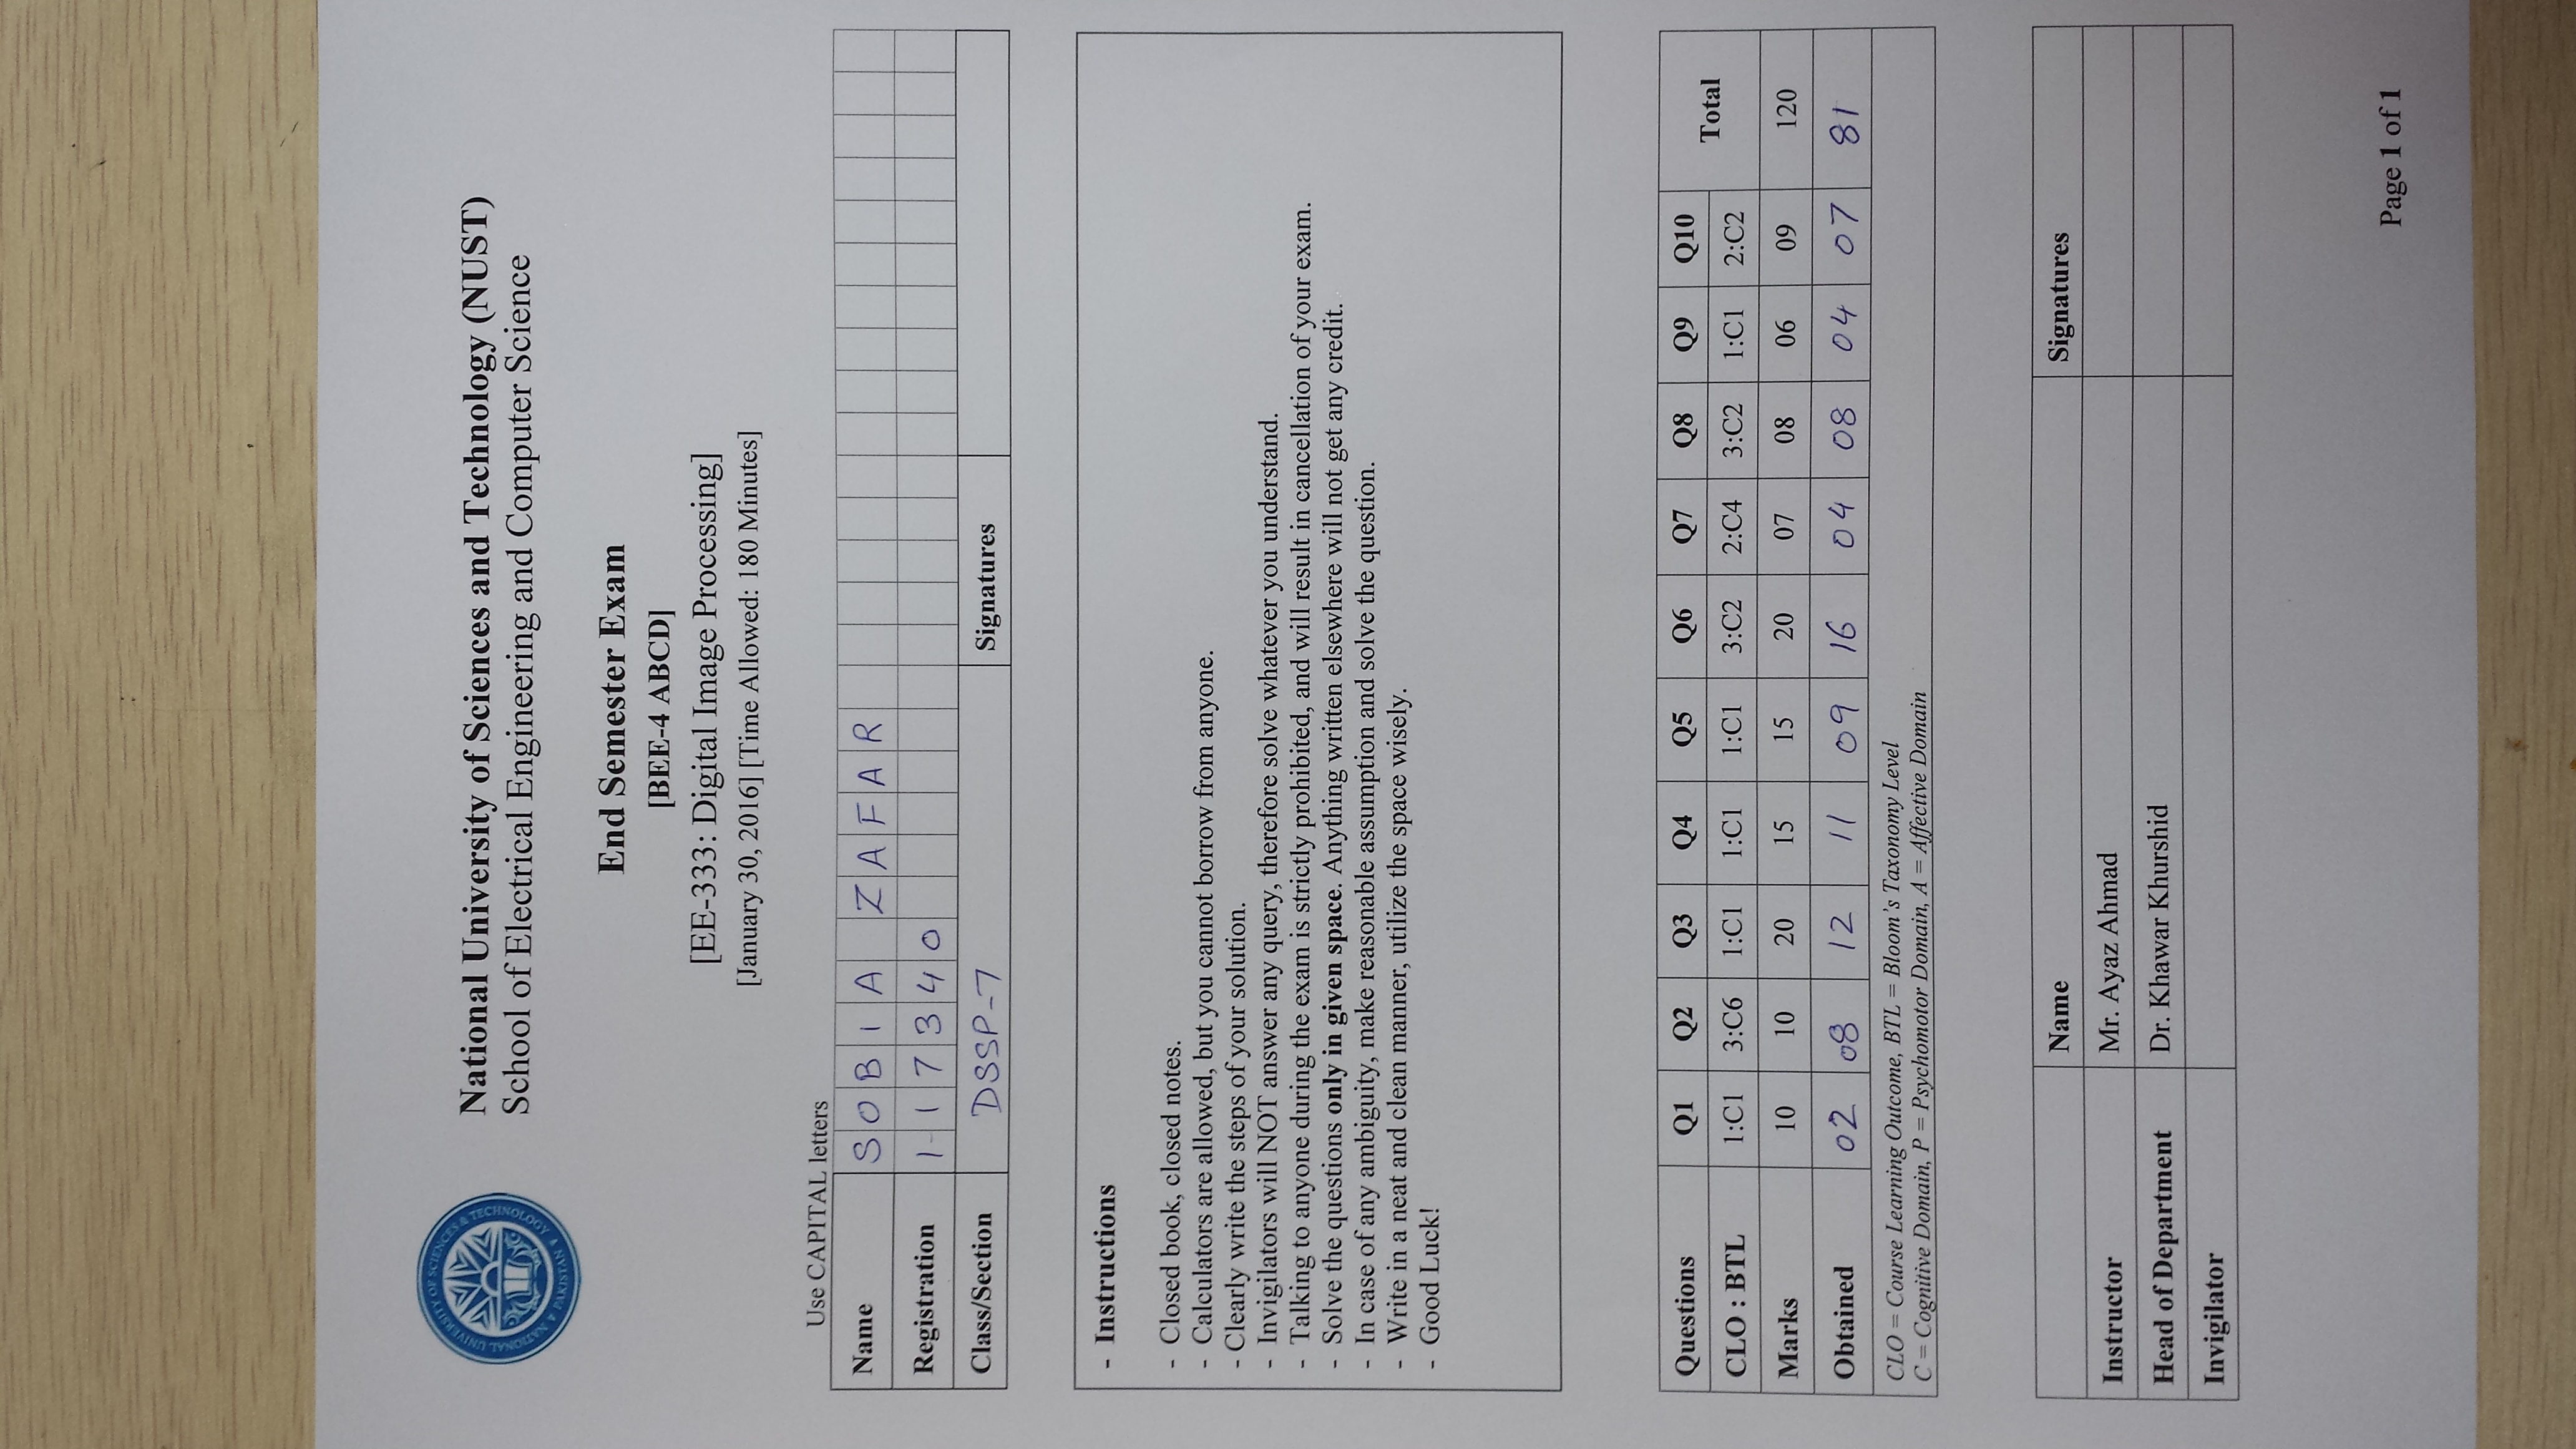 NATIONAL UNIVERSITY OF SCIENCES & TECHNOLOGY
PAKISTAN
National University of Sciences and Technology (NUST)
School of Electrical Engineering and Computer Science
End Semester Exam
[BEE-4 ABCD]
[EE-333: Digital Image Processing]
[January 30, 2016] [Time Allowed: 180 Minutes]
Use CAPITAL letters
Name SOBIA ZAFAR
Registration 117340
Class/Section DSSP-7 Signatures
- Instructions
- Closed book, closed notes.
- Calculators are allowed, but you cannot borrow from anyone.
- Clearly write the steps of your solution.
- Invigilators will NOT answer any query, therefore solve whatever you understand.
- Talking to anyone during the exam is strictly prohibited, and will result in cancellation of your exam.
- Solve the questions only in given space. Anything written elsewhere will not get any credit.
- In case of any ambiguity, make reasonable assumption and solve the question.
- Write in a neat and clean manner, utilize the space wisely.
- Good Luck!
Questions Q1 Q2 Q3 Q4 Q5 Q6 Q7 Q8 Q9 Q10 Total
CLO : BTL 1:C1 3:C6 1:C1 1:C1 1:C1 3:C2 2:C4 3:C2 1:C1 2:C2
Marks 10 10 20 15 15 20 07 08 06 09 120
Obtained 02 08 12 11 09 16 04 08 04 07 81
CLO = Course Learning Outcome, BTL = Bloom's Taxonomy Level
C = Cognitive Domain, P = Psychomotor Domain, A = Affective Domain
Name Signatures
Instructor Mr. Ayaz Ahmad
Head of Department Dr. Khawar Khurshid
Invigilator
Page 1 of 1